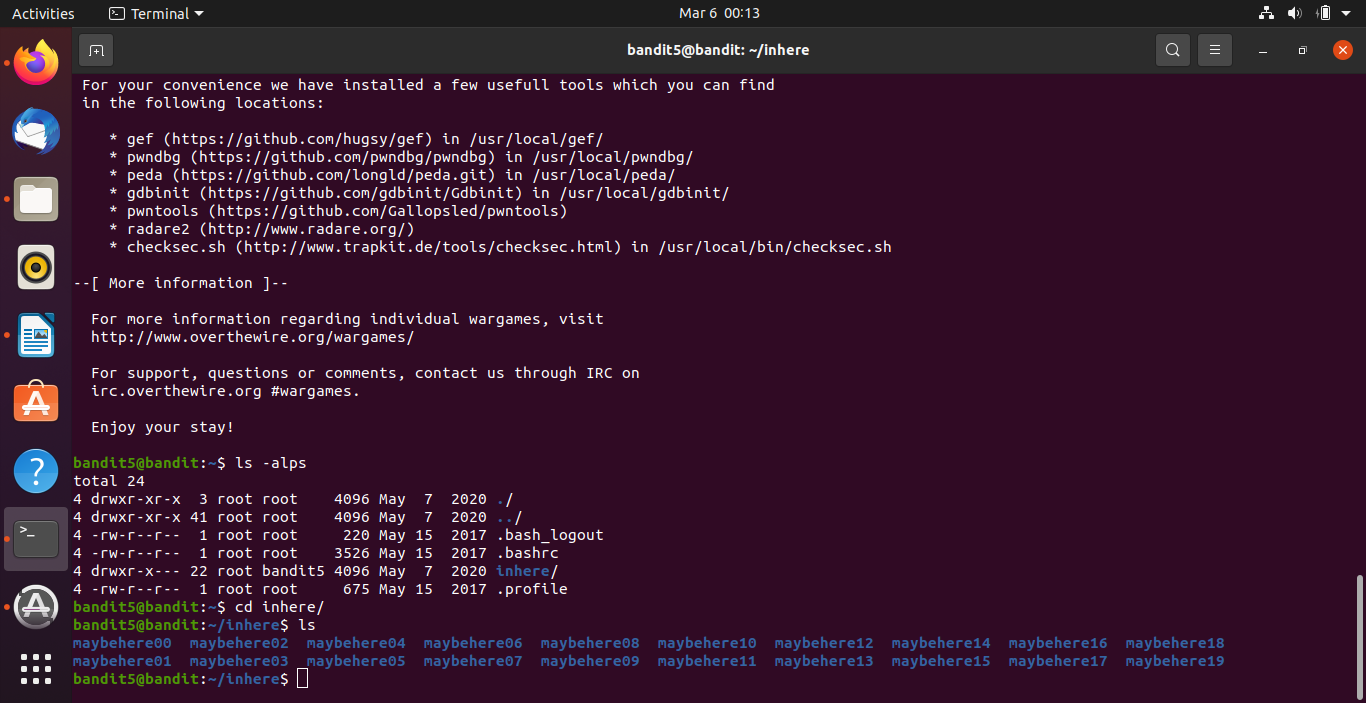 Activities
Terminal
Mar 6 00:13
bandit5@bandit: ~/inhere
For your convenience we have installed a few usefull tools which you can find
in the following locations:
* gef (https://github.com/hugsy/gef) in /usr/local/gef/
* pwndbg (https://github.com/pwndbg/pwndbg) in /usr/local/pwndbg/
* peda (https://github.com/longld/peda.git) in /usr/local/peda/
* gdbinit (https://github.com/gdbinit/Gdbinit) in /usr/local/gdbinit/
* pwntools (https://github.com/Gallopsled/pwntools)
* radare2 (http://www.radare.org/)
* checksec.sh (http://www.trapkit.de/tools/checksec.html) in /usr/local/bin/checksec.sh
--[ More information ]--
For more information regarding individual wargames, visit
http://www.overthewire.org/wargames/
For support, questions or comments, contact us through IRC on
irc.overthewire.org #wargames.
Enjoy your stay!
bandit5@bandit:~$ ls -alps
total 24
4 drwxr-xr-x  3 root root    4096 May  7  2020 ./
4 drwxr-xr-x 41 root root    4096 May  7  2020 ../
4 -rw-r--r--  1 root root     220 May 15  2017 .bash_logout
4 -rw-r--r--  1 root root    3526 May 15  2017 .bashrc
4 drwxr-x--- 22 root bandit5 4096 May  7  2020 inhere/
4 -rw-r--r--  1 root root     675 May 15  2017 .profile
bandit5@bandit:~$ cd inhere/
bandit5@bandit:~/inhere$ ls
maybehere00  maybehere02  maybehere04  maybehere06  maybehere08  maybehere10  maybehere12  maybehere14  maybehere16  maybehere18
maybehere01  maybehere03  maybehere05  maybehere07  maybehere09  maybehere11  maybehere13  maybehere15  maybehere17  maybehere19
bandit5@bandit:~/inhere$